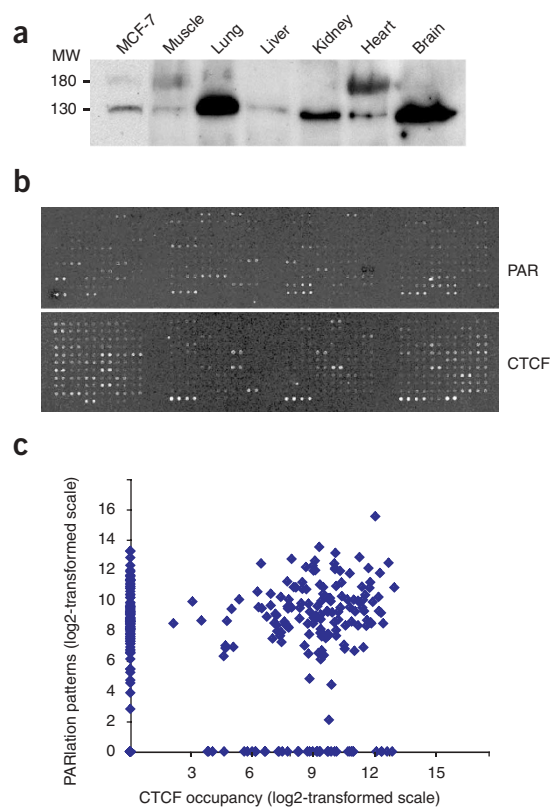 a
MCF-7 Muscle Lung Liver Kidney Heart Brain
MW
180
130
b
PAR
CTCF
c
PARlation patterns (log2-transformed scale)
16
14
12
10
8
6
4
2
0
3 6 9 12 15
CTCF occupancy (log2-transformed scale)